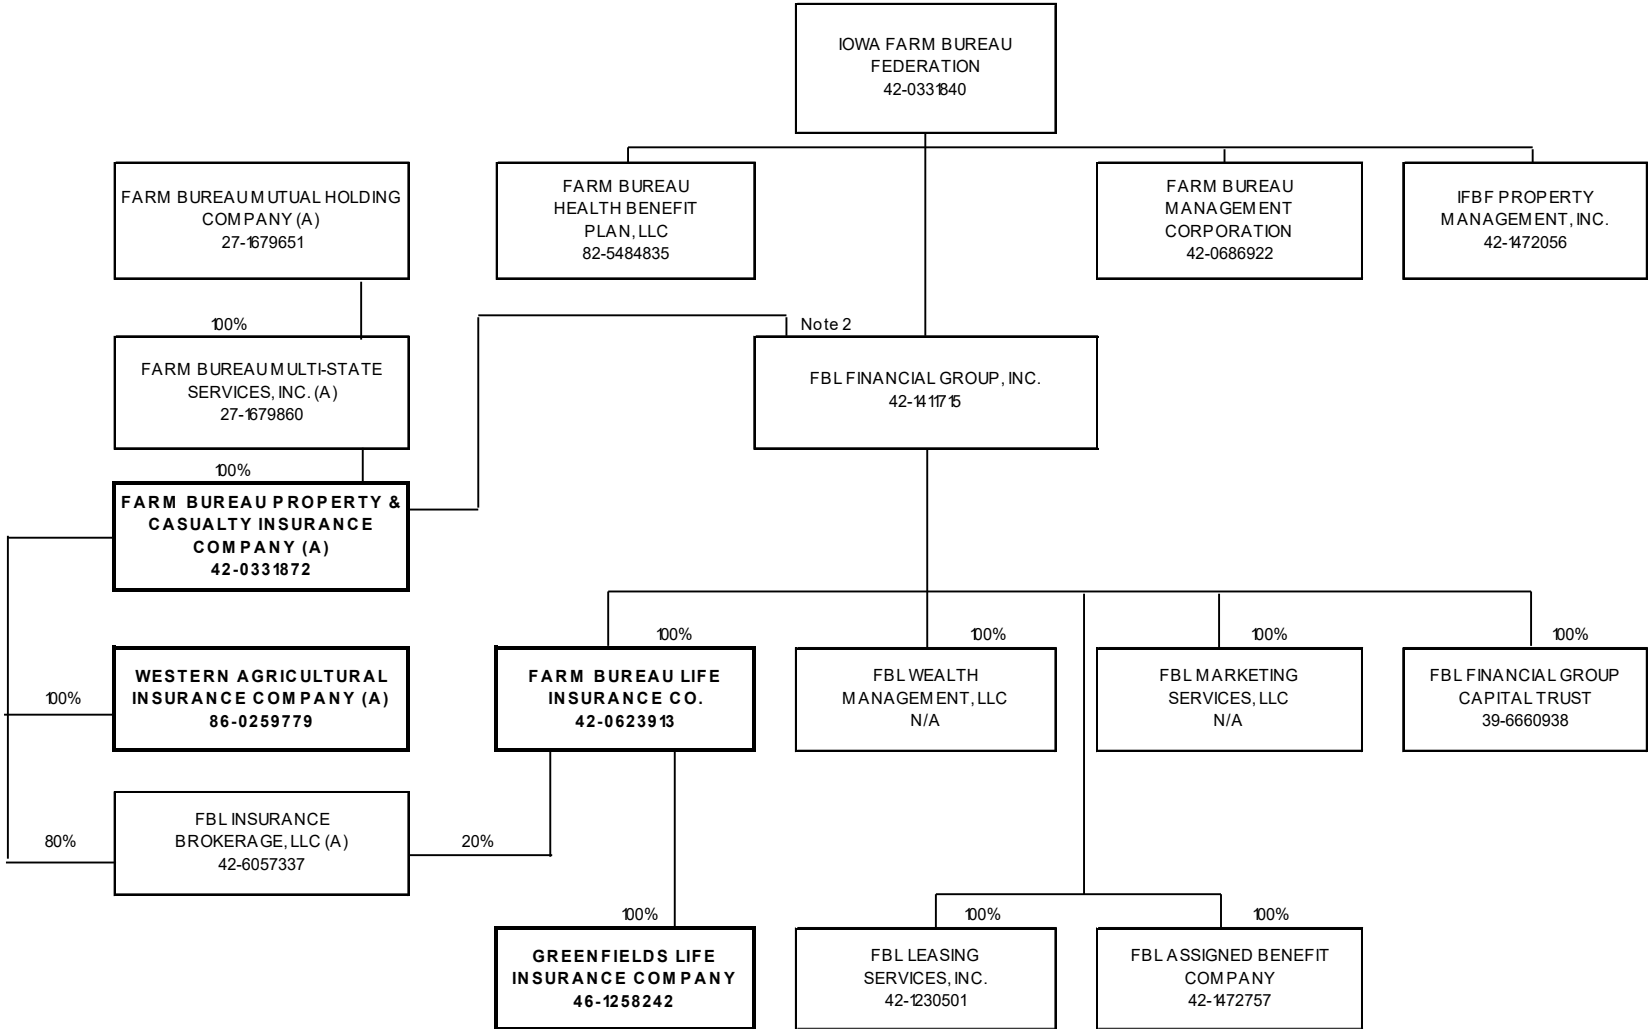 IOWA FARM BUREAU
FEDERATION
42-0331840
FARM BUREAU MUTUAL HOLDING
COMPANY (A)
27-1679651
FARM BUREAU
HEALTH BENEFIT
PLAN, LLC
82-5484835
FARM BUREAU
MANAGEMENT
CORPORATION
42-0686922
IFBF PROPERTY
MANAGEMENT, INC.
42-1472056
100%
Note 2
FARM BUREAU MULTI-STATE
SERVICES, INC. (A)
27-1679860
FBL FINANCIAL GROUP, INC.
42-1411715
100%
FARM BUREAU PROPERTY &
CASUALTY INSURANCE
COMPANY (A)
42-0331872
100%
WESTERN AGRICULTURAL
INSURANCE COMPANY (A)
86-0259779
100%
FARM BUREAU LIFE
INSURANCE CO.
42-0623913
100%
FBL WEALTH
MANAGEMENT, LLC
N/A
100%
FBL MARKETING
SERVICES, LLC
N/A
100%
FBL FINANCIAL GROUP
CAPITAL TRUST
39-6660938
80%
FBL INSURANCE
BROKERAGE, LLC (A)
42-6057337
20%
100%
GREENFIELDS LIFE
INSURANCE COMPANY
46-1258242
100%
FBL LEASING
SERVICES, INC.
42-1230501
100%
FBL ASSIGNED BENEFIT
COMPANY
42-1472757